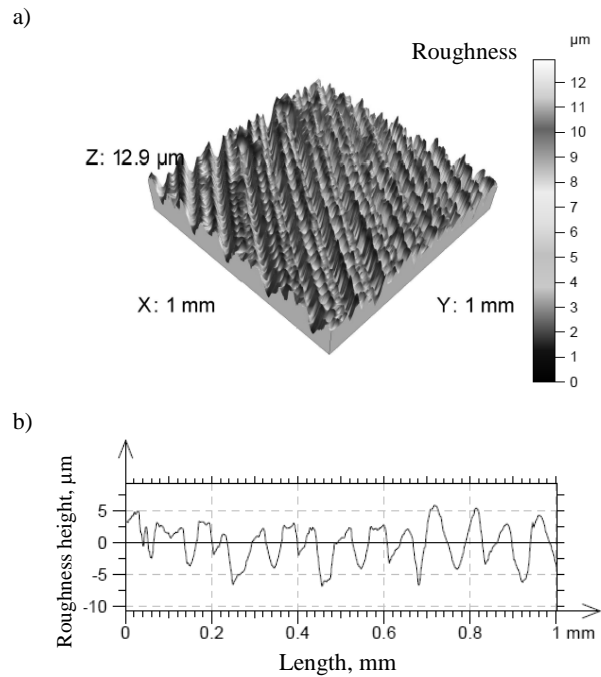 a)
Roughness
µm
Z: 12.9 µm
12
11
10
9
8
7
6
5
4
3
2
1
0
X: 1 mm
Y: 1 mm
b)
Roughness height, µm
5
0
-5
-10
0 0.2 0.4 0.6 0.8 1 mm
Length, mm